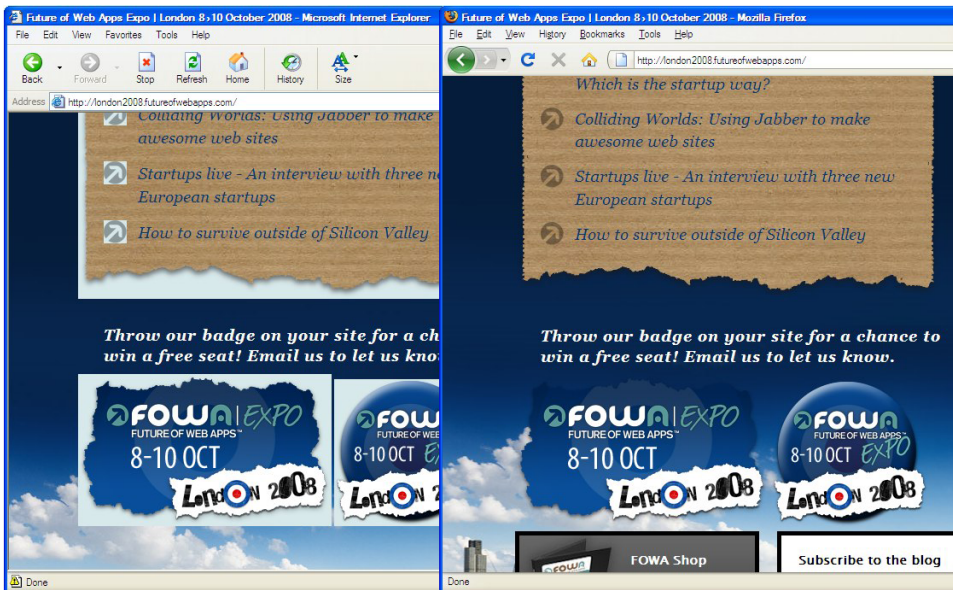 Future of Web Apps Expo | London 8›10 October 2008 - Microsoft Internet Explorer
File Edit View Favorites Tools Help
Back Forward Stop Refresh Home History Size
Address http://london2008.futureofwebapps.com/
Colliding Worlds: Using Jabber to make
awesome web sites
Startups live - An interview with three
European startups
How to survive outside of Silicon Valley
Throw our badge on your site for a
win a free seat! Email us to let us
FOWA | EXPO
FUTURE OF WEB APPS™
8-10 OCT
LondON 2008
FOWA
FUTURE OF
8-10 OCT
LondON
Done
Future of Web Apps Expo | London 8›10 October 2008 - Mozilla Firefox
File Edit View History Bookmarks Tools Help
http://london2008.futureofwebapps.com/
Which is the startup way?
Colliding Worlds: Using Jabber to make
awesome web sites
Startups live - An interview with three new
European startups
How to survive outside of Silicon Valley
Throw our badge on your site for a chance to
win a free seat! Email us to let us know.
FOWA | EXPO
FUTURE OF WEB APPS™
8-10 OCT
LondON 2008
FOWA
FUTURE OF WEB APPS™
8-10 OCT EXPO
LondON 2008
FOWA
FOWA Shop
Subscribe to the blog
Done